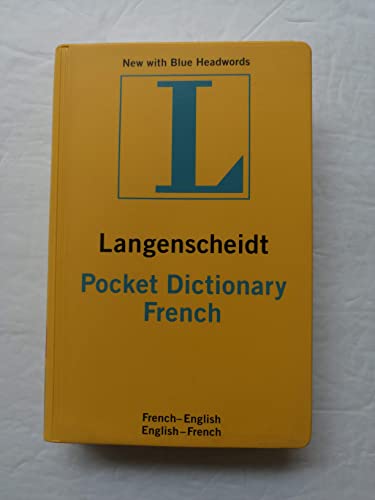 New with Blue Headwords
L
Langenscheidt
Pocket Dictionary
French
French–English
English–French